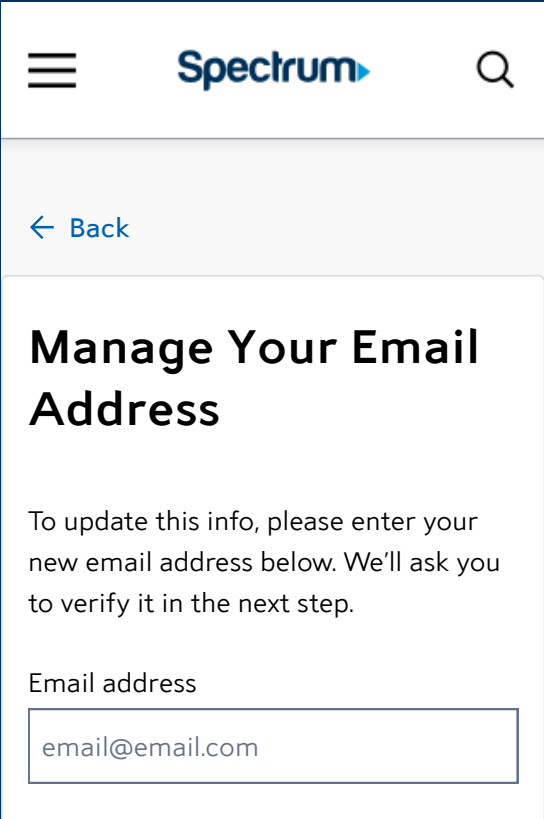 Spectrum
Back
Manage Your Email
Address
To update this info, please enter your
new email address below. We'll ask you
to verify it in the next step.
Email address
email@email.com